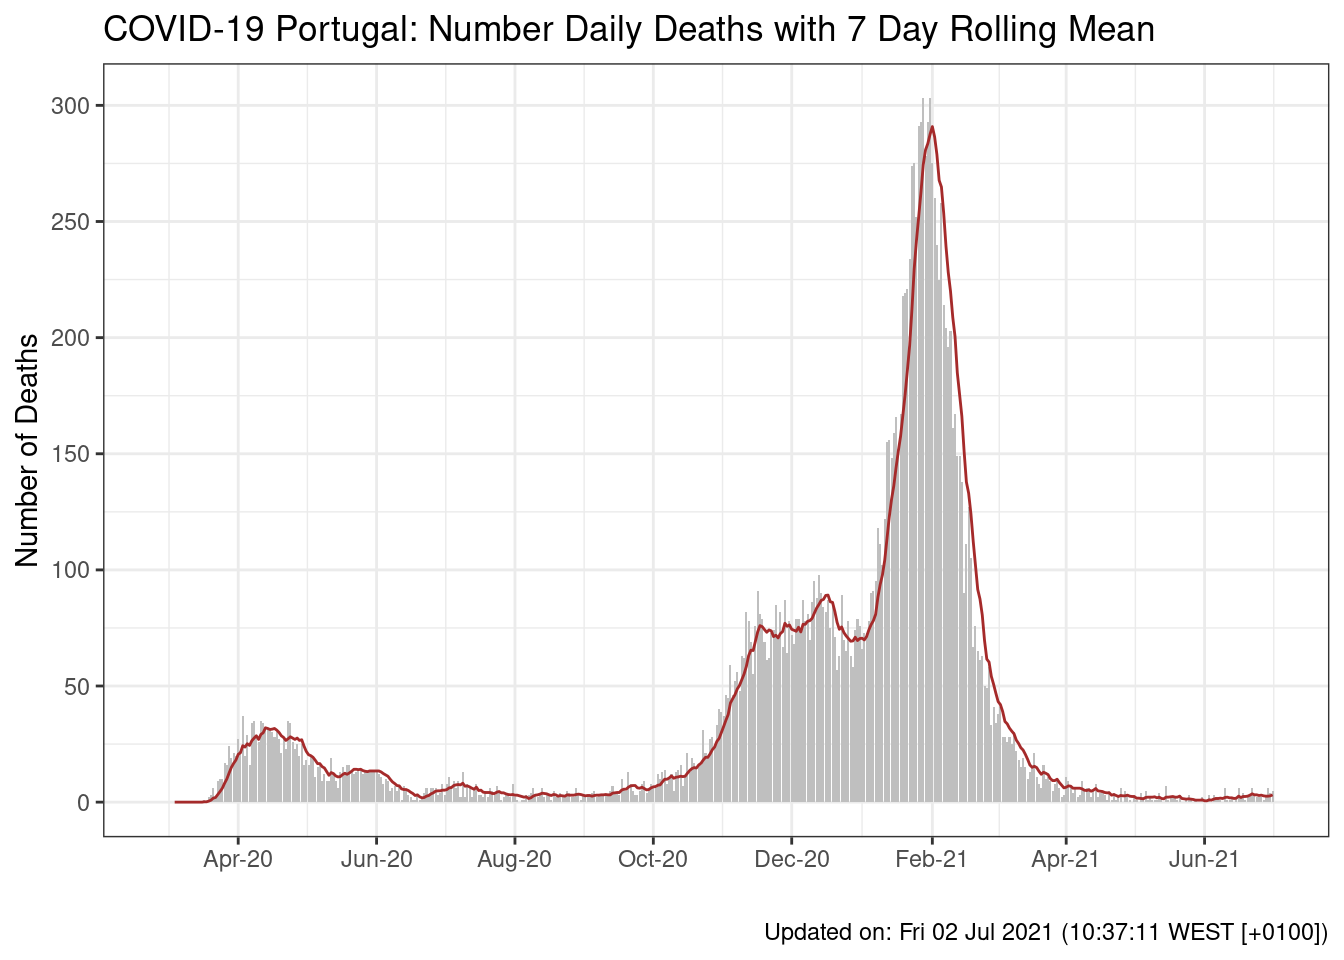 COVID-19 Portugal: Number Daily Deaths with 7 Day Rolling Mean
Number of Deaths
300
250
200
150
100
50
0
Apr-20 Jun-20 Aug-20 Oct-20 Dec-20 Feb-21 Apr-21 Jun-21
Updated on: Fri 02 Jul 2021 (10:37:11 WEST [+0100])